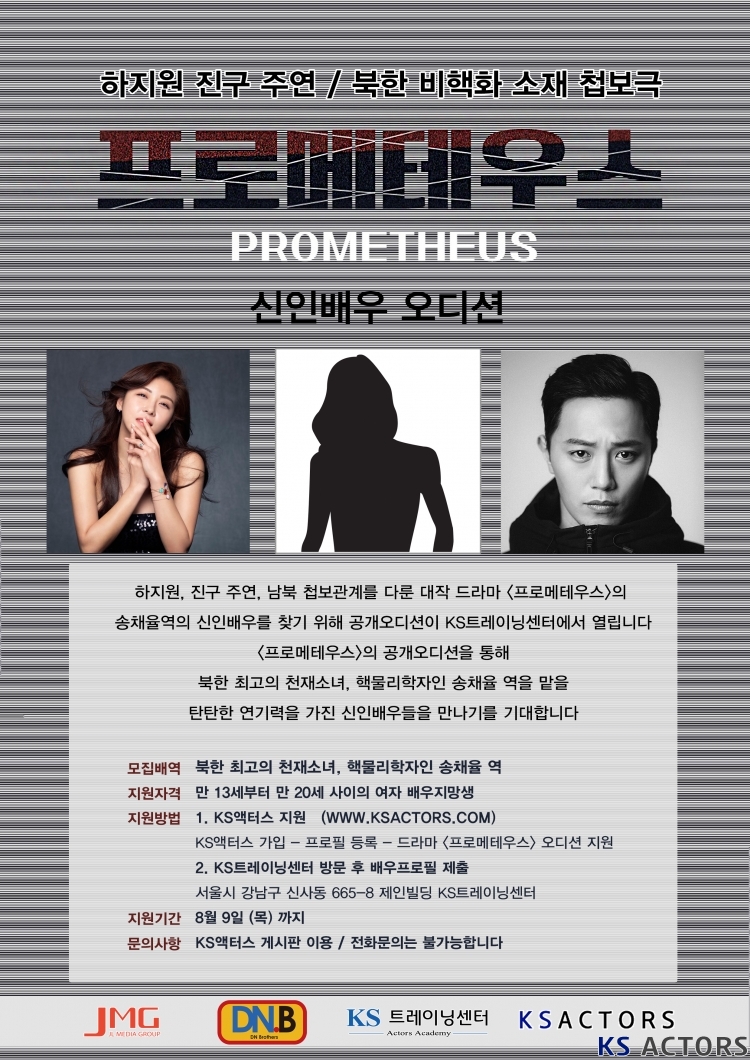 하지원 진구 주연 / 북한 비핵화 소재 첩보극
프로메테우스
PROMETHEUS
신인배우 오디션
하지원, 진구 주연, 남북 첩보관계를 다룬 대작 드라마 〈프로메테우스〉의
송채율역의 신인배우를 찾기 위해 공개오디션이 KS트레이닝센터에서 열립니다
〈프로메테우스〉의 공개오디션을 통해
북한 최고의 천재소녀, 핵물리학자인 송채율 역을 맡을
탄탄한 연기력을 가진 신인배우들을 만나기를 기대합니다
모집배역 북한 최고의 천재소녀, 핵물리학자인 송채율 역
지원자격 만 13세부터 만 20세 사이의 여자 배우지망생
지원방법 1. KS액터스 지원 (WWW.KSACTORS.COM)
KS액터스 가입 - 프로필 등록 - 드라마 〈프로메테우스〉 오디션 지원
2. KS트레이닝센터 방문 후 배우프로필 제출
서울시 강남구 신사동 665-8 제인빌딩 KS트레이닝센터
지원기간 8월 9일 (목) 까지
문의사항 KS액터스 게시판 이용 / 전화문의는 불가능합니다
JMG
JL MEDIA GROUP
DN.B
DN Brothers
KS 트레이닝센터
Actors Academy
KSACTORS
KS ACTORS